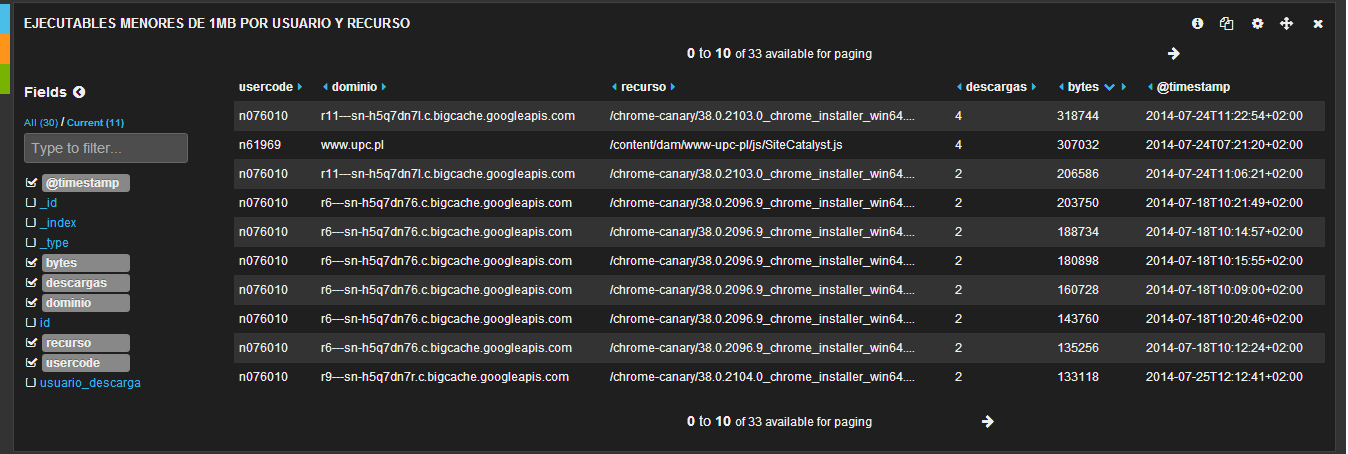 EJECUTABLES MENORES DE 1MB POR USUARIO Y RECURSO
0 to 10 of 33 available for paging
Fields
All (30) / Current (11)
Type to filter...
@timestamp
_id
_index
_type
bytes
descargas
dominio
id
recurso
usercode
usuario_descarga
usercode dominio recurso descargas bytes @timestamp
n076010 r11---sn-h5q7dn7l.c.bigcache.googleapis.com /chrome-canary/38.0.2103.0_chrome_installer_win64.... 4 318744 2014-07-24T11:22:54+02:00
n61969 www.upc.pl /content/dam/www-upc-pl/js/SiteCatalyst.js 4 307032 2014-07-24T07:21:20+02:00
n076010 r11---sn-h5q7dn7l.c.bigcache.googleapis.com /chrome-canary/38.0.2103.0_chrome_installer_win64.... 2 206586 2014-07-24T11:06:21+02:00
n076010 r6---sn-h5q7dn76.c.bigcache.googleapis.com /chrome-canary/38.0.2096.9_chrome_installer_win64.... 2 203750 2014-07-18T10:21:49+02:00
n076010 r6---sn-h5q7dn76.c.bigcache.googleapis.com /chrome-canary/38.0.2096.9_chrome_installer_win64.... 2 188734 2014-07-18T10:14:57+02:00
n076010 r6---sn-h5q7dn76.c.bigcache.googleapis.com /chrome-canary/38.0.2096.9_chrome_installer_win64.... 2 180898 2014-07-18T10:15:55+02:00
n076010 r6---sn-h5q7dn76.c.bigcache.googleapis.com /chrome-canary/38.0.2096.9_chrome_installer_win64.... 2 160728 2014-07-18T10:09:00+02:00
n076010 r6---sn-h5q7dn76.c.bigcache.googleapis.com /chrome-canary/38.0.2096.9_chrome_installer_win64.... 2 143760 2014-07-18T10:20:46+02:00
n076010 r6---sn-h5q7dn76.c.bigcache.googleapis.com /chrome-canary/38.0.2096.9_chrome_installer_win64.... 2 135256 2014-07-18T10:12:24+02:00
n076010 r9---sn-h5q7dn7r.c.bigcache.googleapis.com /chrome-canary/38.0.2104.0_chrome_installer_win64.... 2 133118 2014-07-25T12:12:41+02:00
0 to 10 of 33 available for paging